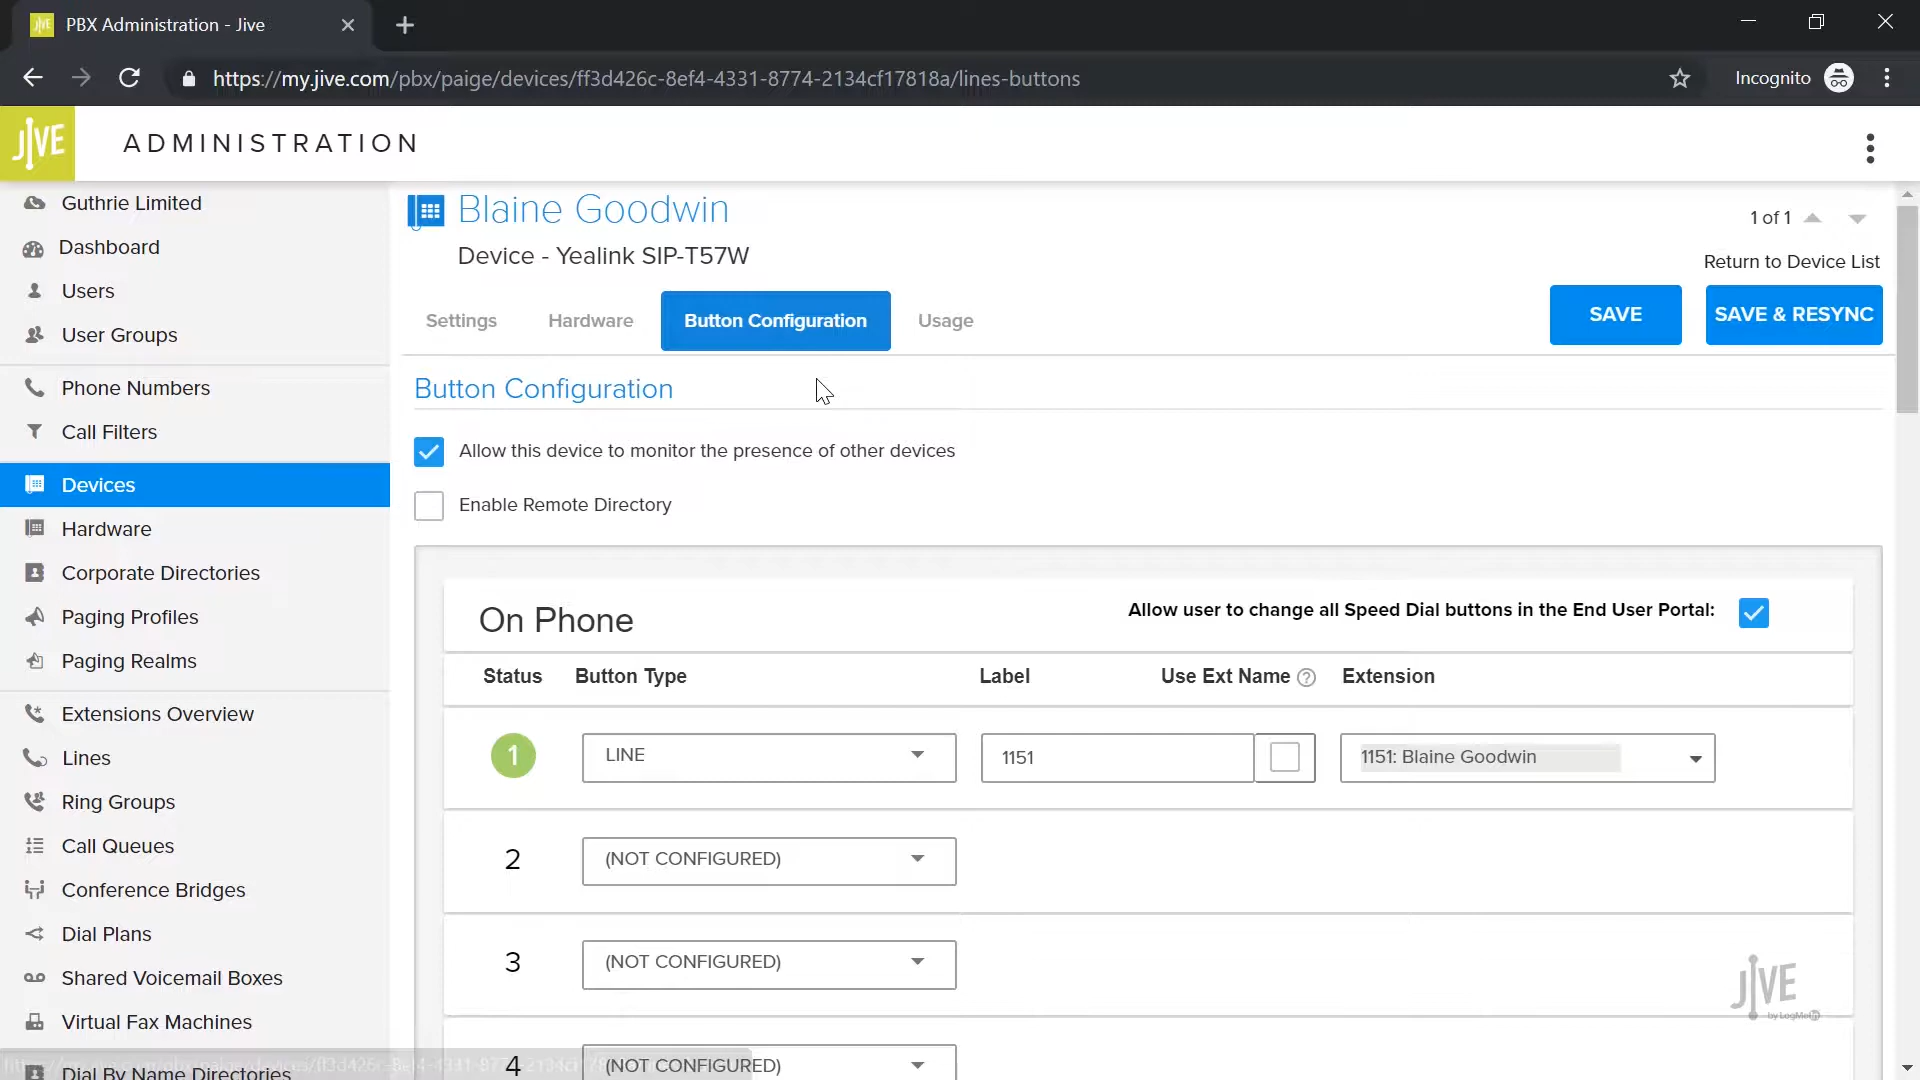 PBX Administration - Jive
https://my.jive.com/pbx/paige/devices/ff3d426c-8ef4-4331-8774-2134cf17818a/lines-buttons
Incognito
JIVE
ADMINISTRATION
Guthrie Limited
Dashboard
Users
User Groups
Phone Numbers
Call Filters
Devices
Hardware
Corporate Directories
Paging Profiles
Paging Realms
Extensions Overview
Lines
Ring Groups
Call Queues
Conference Bridges
Dial Plans
Shared Voicemail Boxes
Virtual Fax Machines
Dial By Name Directories
Blaine Goodwin
Device - Yealink SIP-T57W
1 of 1
Return to Device List
Settings
Hardware
Button Configuration
Usage
SAVE
SAVE & RESYNC
Button Configuration
Allow this device to monitor the presence of other devices
Enable Remote Directory
On Phone
Allow user to change all Speed Dial buttons in the End User Portal:
Status Button Type Label Use Ext Name ? Extension
1 LINE 1151 1151: Blaine Goodwin
2 (NOT CONFIGURED)
3 (NOT CONFIGURED)
4 (NOT CONFIGURED)
JIVE
by LogMeIn